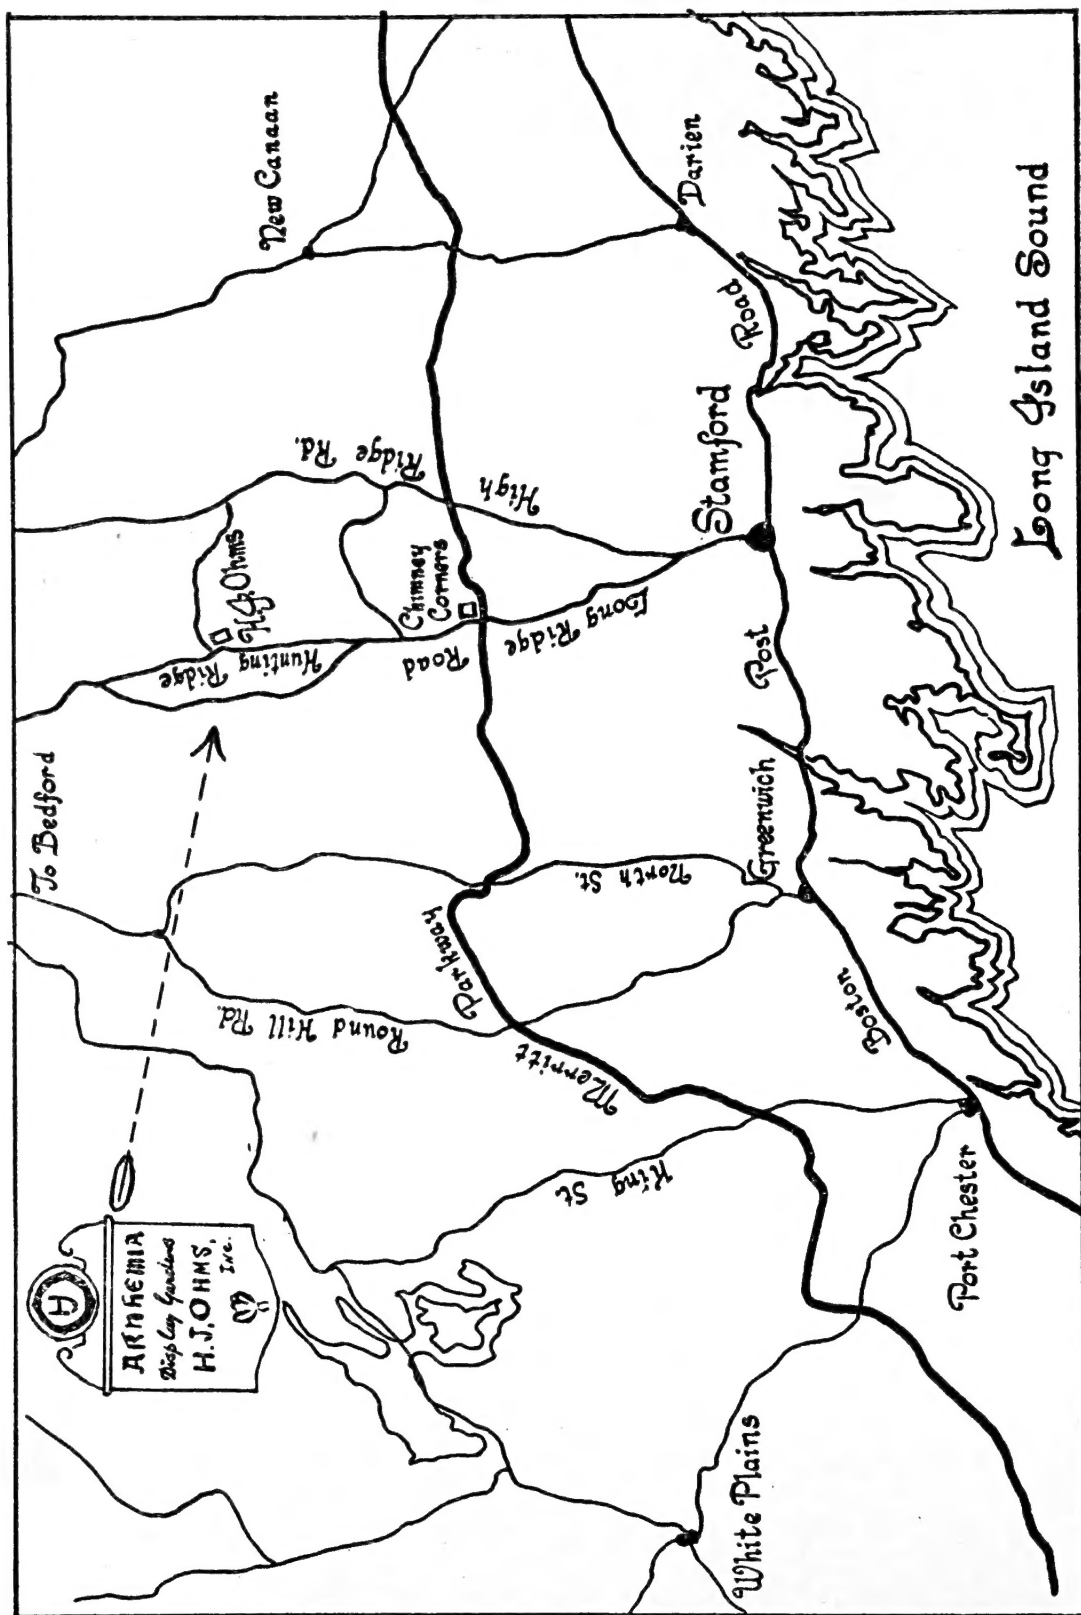 A
ARNHEMIA
Display Gardens
H.J. OHMS,
Inc.
To Bedford
H.J. Ohms
Hunting
Ridge
High
Ridge
Rd.
New Canaan
Chimney
Corners
Long Ridge
Road
Round Hill
Rd.
North
St.
King
St.
Merritt
Parkway
White Plains
Port Chester
Boston
Post
Road
Greenwich
Stamford
Darien
Long Island Sound